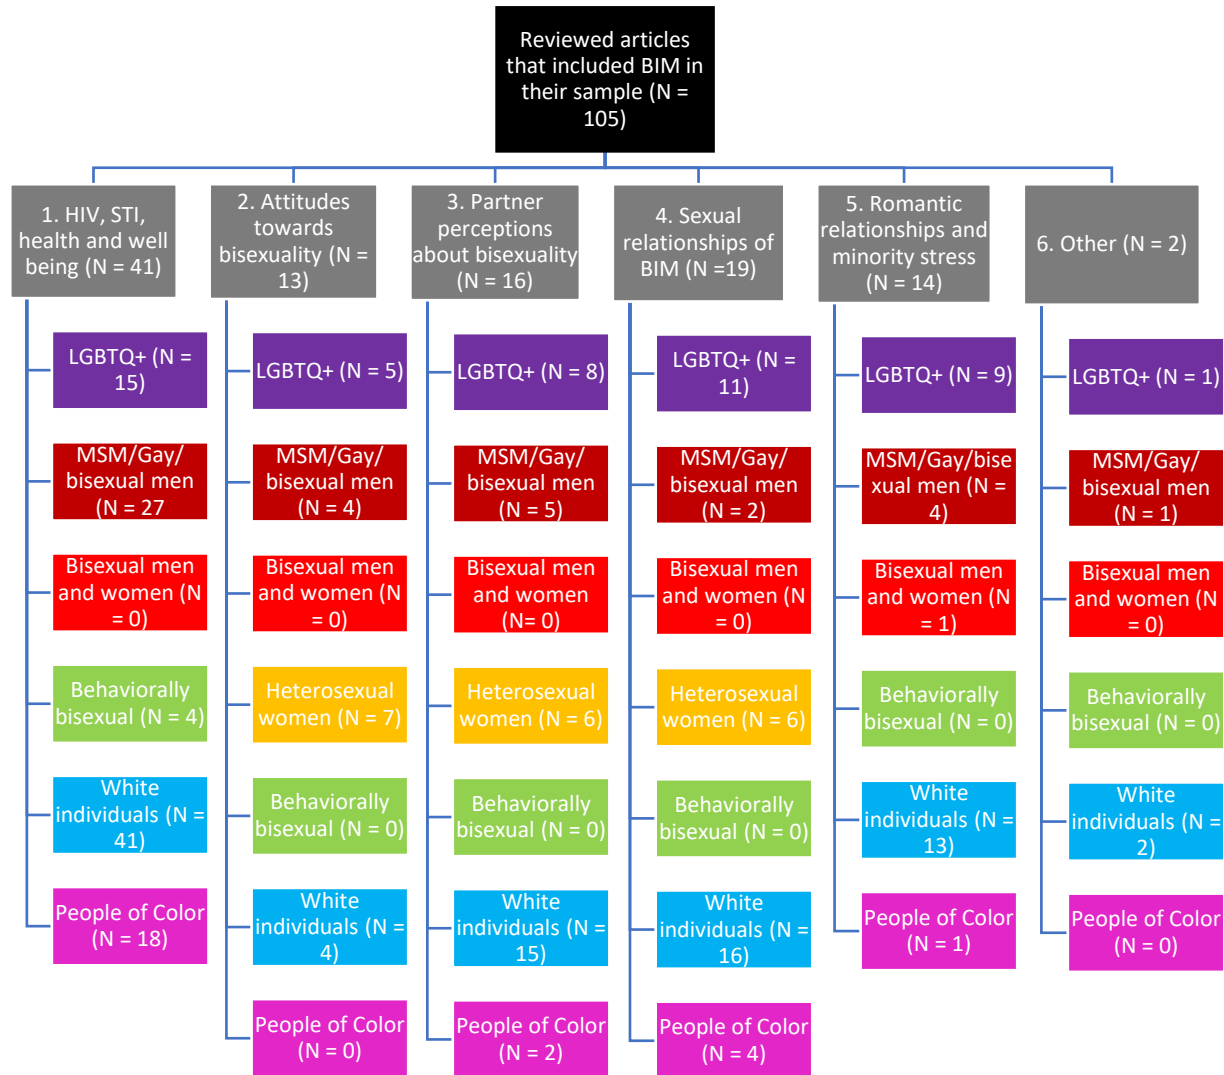 Reviewed articles
that included BIM in
their sample (N =
105)
1. HIV, STI,
health and well
being (N = 41)
2. Attitudes
towards
bisexuality (N =
13)
3. Partner
perceptions
about bisexuality
(N = 16)
4. Sexual
relationships of
BIM (N =19)
5. Romantic
relationships and
minority stress
(N = 14)
6. Other (N = 2)
LGBTQ+ (N =
15)
MSM/Gay/
bisexual men
(N = 27
Bisexual men
and women (N
= 0)
Behaviorally
bisexual (N = 4)
White
individuals (N =
41)
People of Color
(N = 18)
LGBTQ+ (N = 5)
MSM/Gay/
bisexual men
(N = 4)
Bisexual men
and women (N
= 0)
Heterosexual
women (N = 7)
Behaviorally
bisexual (N = 0)
White
individuals (N =
4)
People of Color
(N = 0)
LGBTQ+ (N = 8)
MSM/Gay/
bisexual men
(N = 5)
Bisexual men
and women
(N= 0)
Heterosexual
women (N = 6)
Behaviorally
bisexual (N = 0)
White
individuals (N =
15)
People of Color
(N = 2)
LGBTQ+ (N =
11)
MSM/Gay/
bisexual men
(N = 2)
Bisexual men
and women (N
= 0)
Heterosexual
women (N = 6)
Behaviorally
bisexual (N = 0)
White
individuals (N =
16)
People of Color
(N = 4)
LGBTQ+ (N = 9)
MSM/Gay/bise
xual men (N =
4)
Bisexual men
and women (N
= 1)
Behaviorally
bisexual (N = 0)
White
individuals (N =
13)
People of Color
(N = 1)
LGBTQ+ (N = 1)
MSM/Gay/
bisexual men
(N = 1)
Bisexual men
and women (N
= 0)
Behaviorally
bisexual (N = 0)
White
individuals (N =
2)
People of Color
(N = 0)